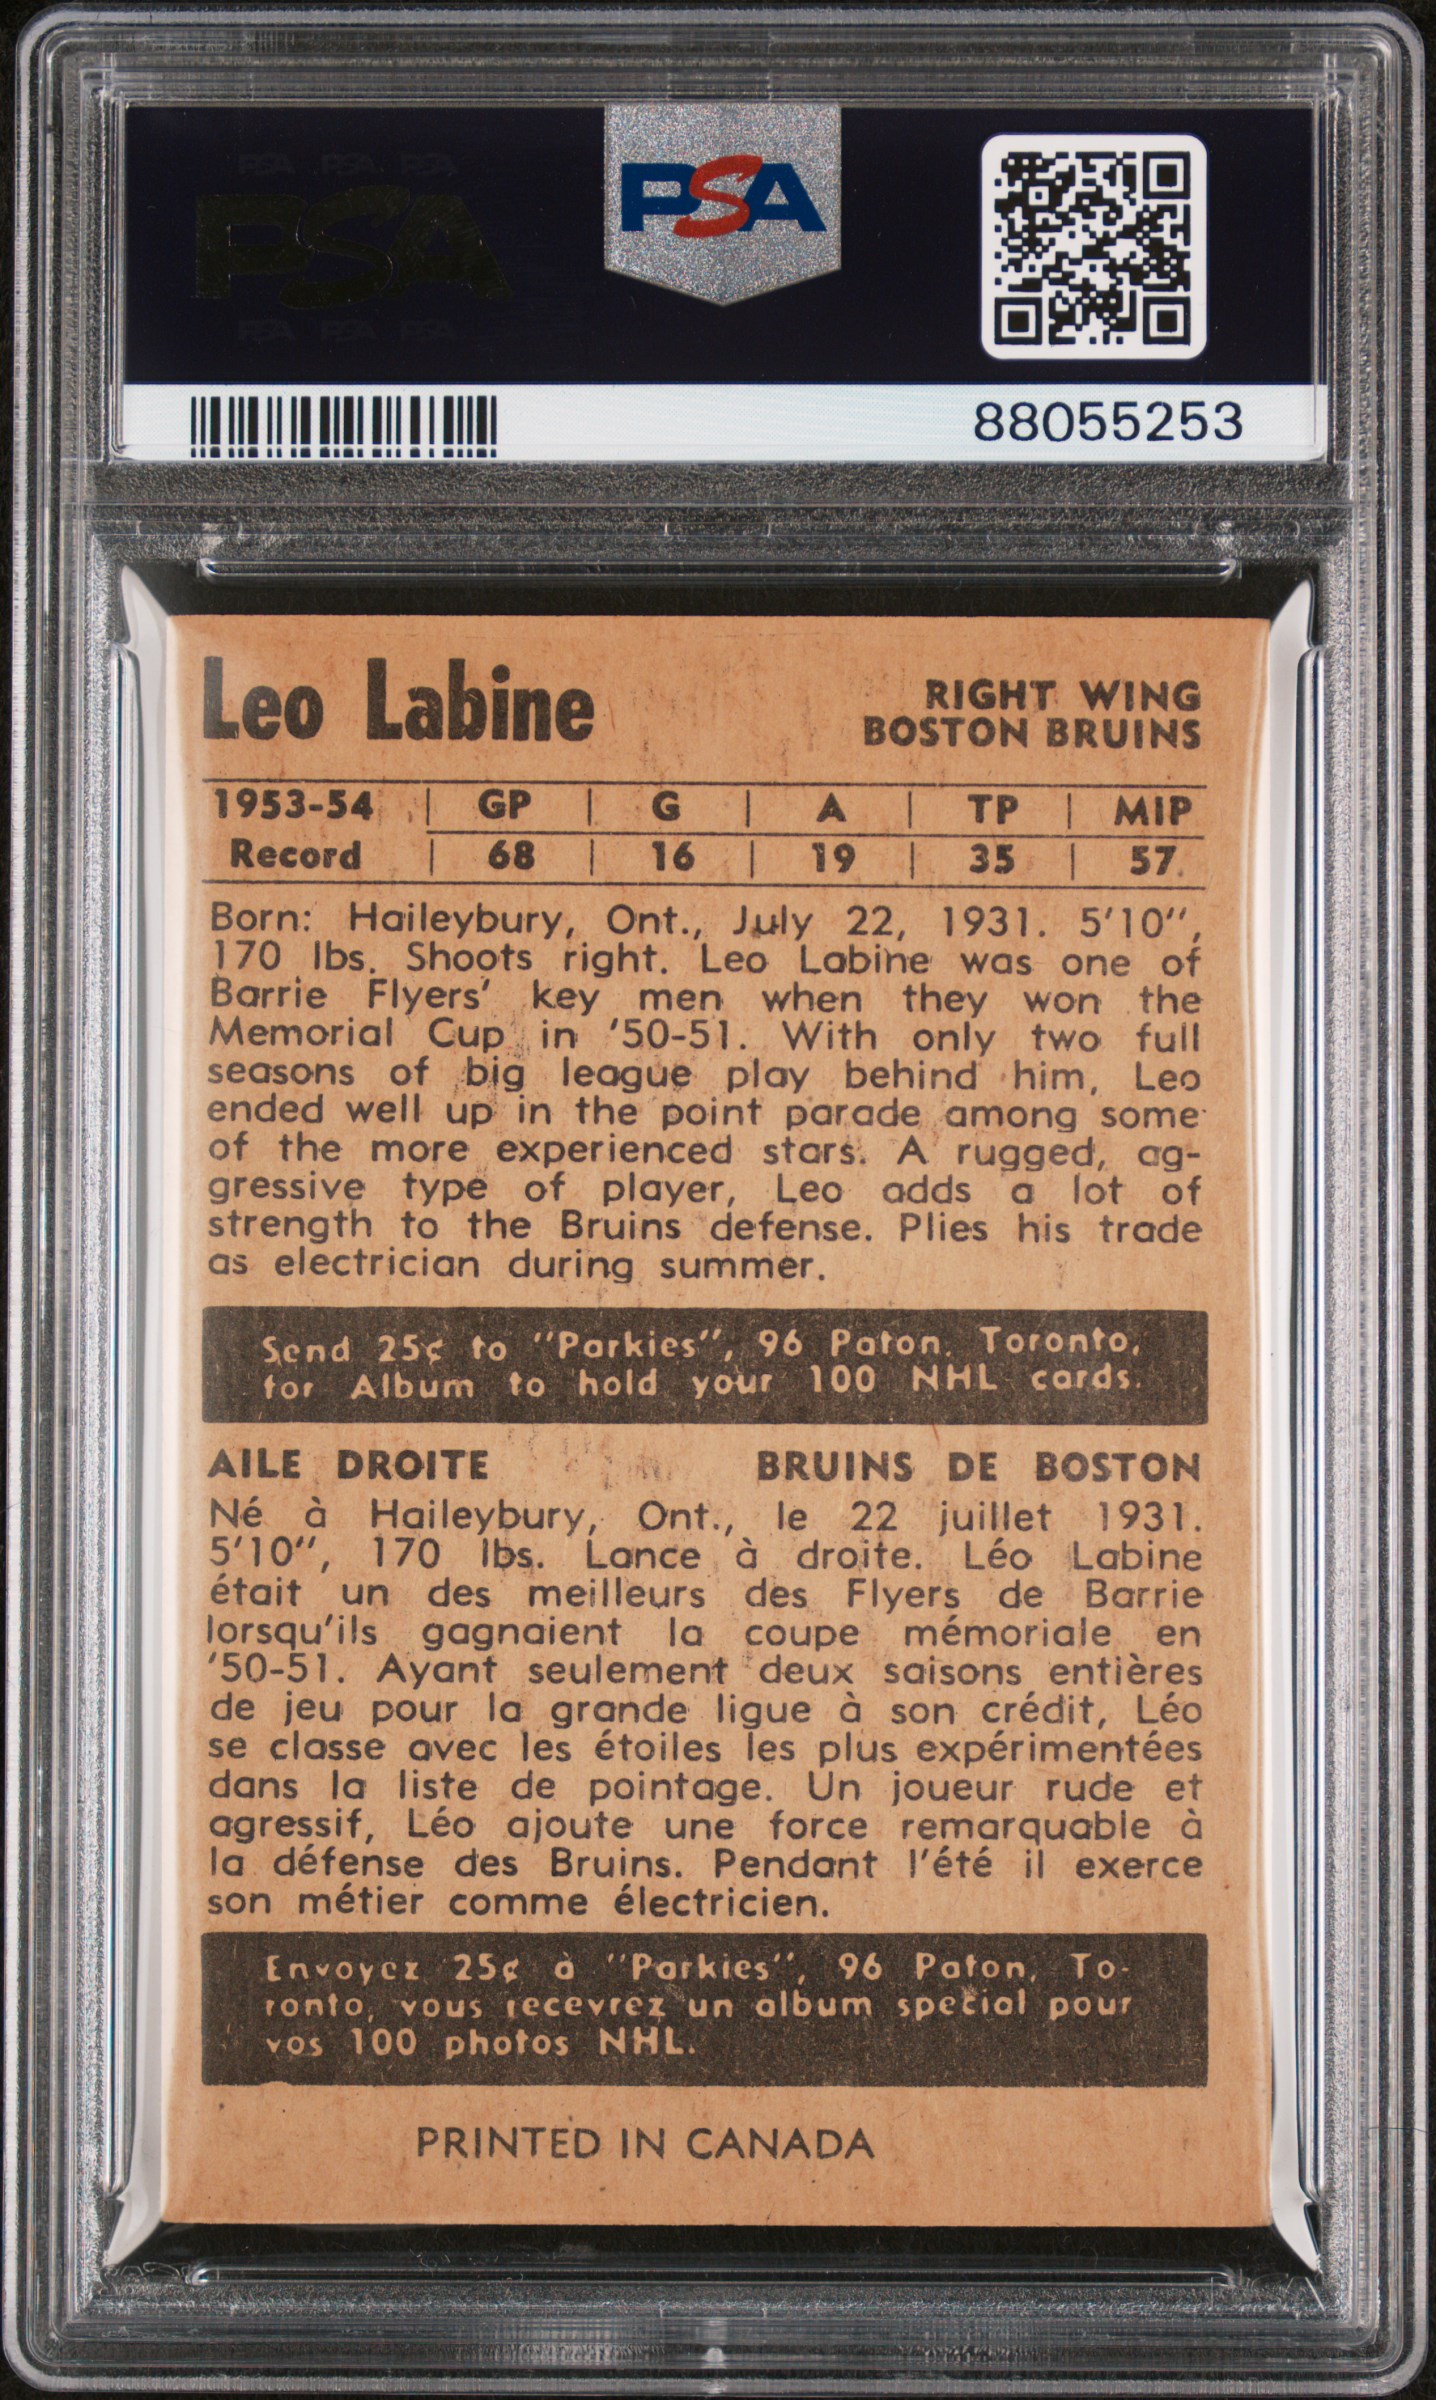 PSA PSA PSA
PSA
PSA PSA PSA
PSA
88055253
Leo Labine
RIGHT WING
BOSTON BRUINS
1953-54 | GP | G | A | TP | MIP
Record | 68 | 16 | 19 | 35 | 57
Born: Haileybury, Ont., July 22, 1931. 5'10",
170 lbs. Shoots right. Leo Labine was one of
Barrie Flyers' key men when they won the
Memorial Cup in '50-51. With only two full
seasons of big league play behind him, Leo
ended well up in the point parade among some
of the more experienced stars. A rugged, ag-
gressive type of player, Leo adds a lot of
strength to the Bruins defense. Plies his trade
as electrician during summer.
Send 25¢ to "Parkies", 96 Paton, Toronto,
for Album to hold your 100 NHL cards.
AILE DROITE BRUINS DE BOSTON
Né à Haileybury, Ont., le 22 juillet 1931.
5'10", 170 lbs. Lance à droite. Léo Labine
était un des meilleurs des Flyers de Barrie
lorsqu'ils gagnaient la coupe mémoriale en
'50-51. Ayant seulement deux saisons entières
de jeu pour la grande ligue à son crédit, Léo
se classe avec les étoiles les plus expérimentées
dans la liste de pointage. Un joueur rude et
agressif, Léo ajoute une force remarquable à
la défense des Bruins. Pendant l'été il exerce
son métier comme électricien.
Envoyez 25¢ à "Parkies", 96 Paton, To-
ronto, vous recevrez un album special pour
vos 100 photos NHL.
PRINTED IN CANADA